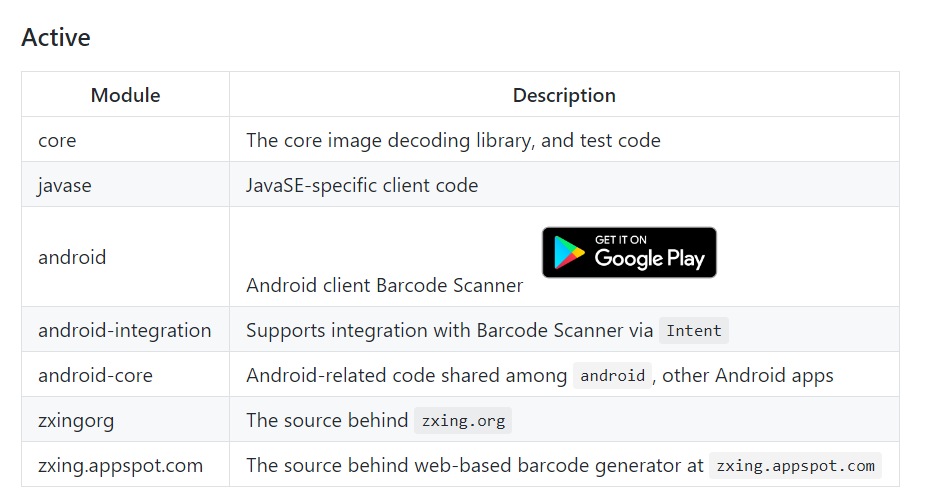 Active
Module Description
core The core image decoding library, and test code
javase JavaSE-specific client code
android Android client Barcode Scanner GET IT ON Google Play
android-integration Supports integration with Barcode Scanner via Intent
android-core Android-related code shared among android , other Android apps
zxingorg The source behind zxing.org
zxing.appspot.com The source behind web-based barcode generator at zxing.appspot.com